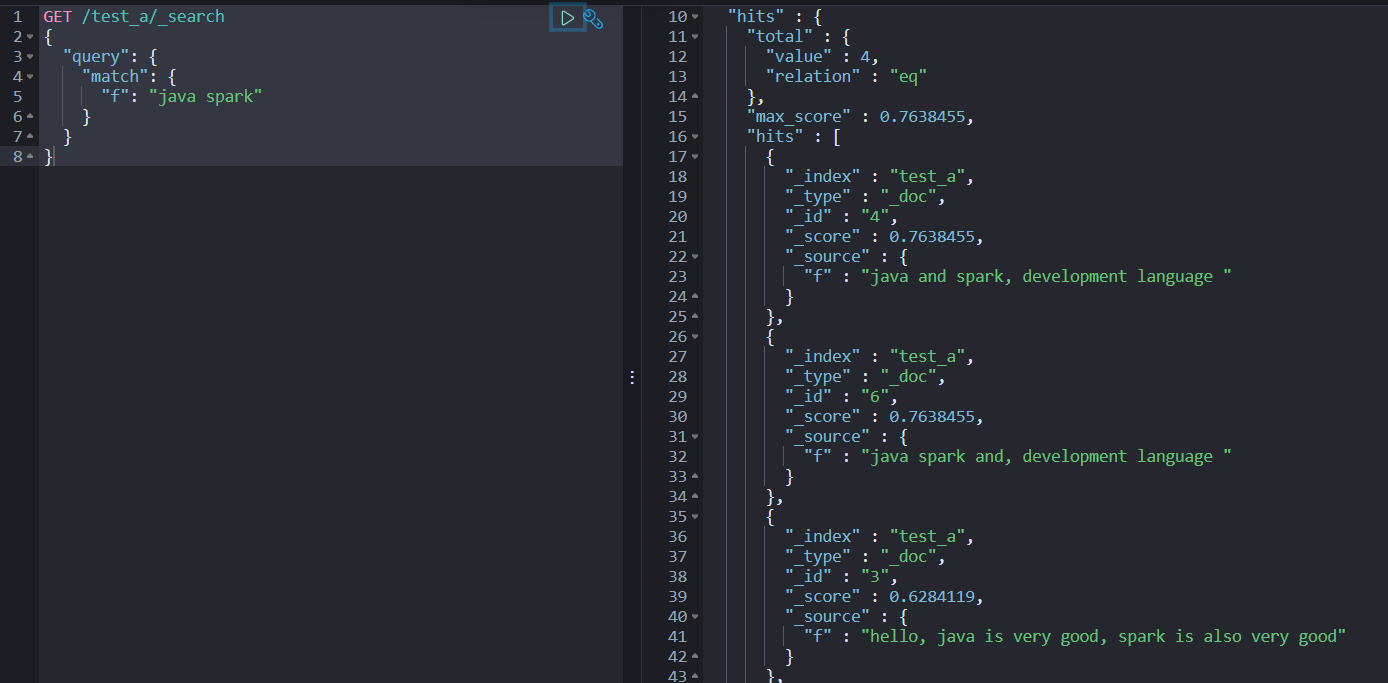 1 GET /test_a/_search
2 {
3 "query": {
4 "match": {
5 "f": "java spark"
6 }
7 }
8 }
10 "hits" : {
11 "total" : {
12 "value" : 4,
13 "relation" : "eq"
14 },
15 "max_score" : 0.7638455,
16 "hits" : [
17 {
18 "_index" : "test_a",
19 "_type" : "_doc",
20 "_id" : "4",
21 "_score" : 0.7638455,
22 "_source" : {
23 "f" : "java and spark, development language "
24 }
25 },
26 {
27 "_index" : "test_a",
28 "_type" : "_doc",
29 "_id" : "6",
30 "_score" : 0.7638455,
31 "_source" : {
32 "f" : "java spark and, development language "
33 }
34 },
35 {
36 "_index" : "test_a",
37 "_type" : "_doc",
38 "_id" : "3",
39 "_score" : 0.6284119,
40 "_source" : {
41 "f" : "hello, java is very good, spark is also very good"
42 }
43 },